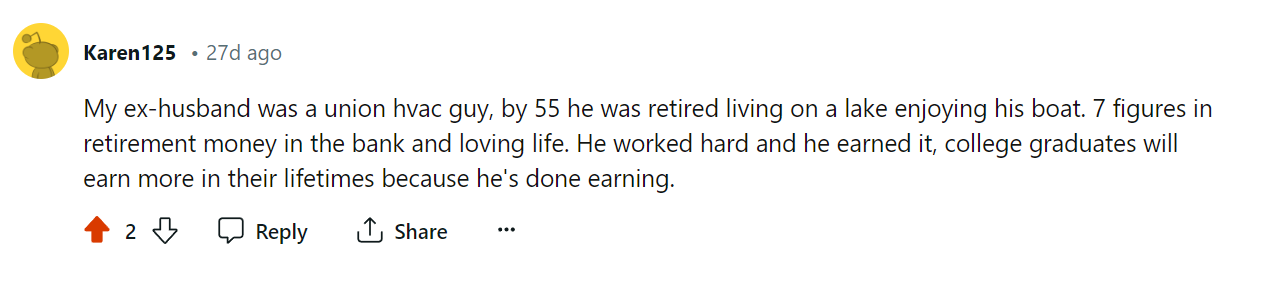 Karen125 • 27d ago
My ex-husband was a union hvac guy, by 55 he was retired living on a lake enjoying his boat. 7 figures in
retirement money in the bank and loving life. He worked hard and he earned it, college graduates will
earn more in their lifetimes because he's done earning.
2 Reply Share ...